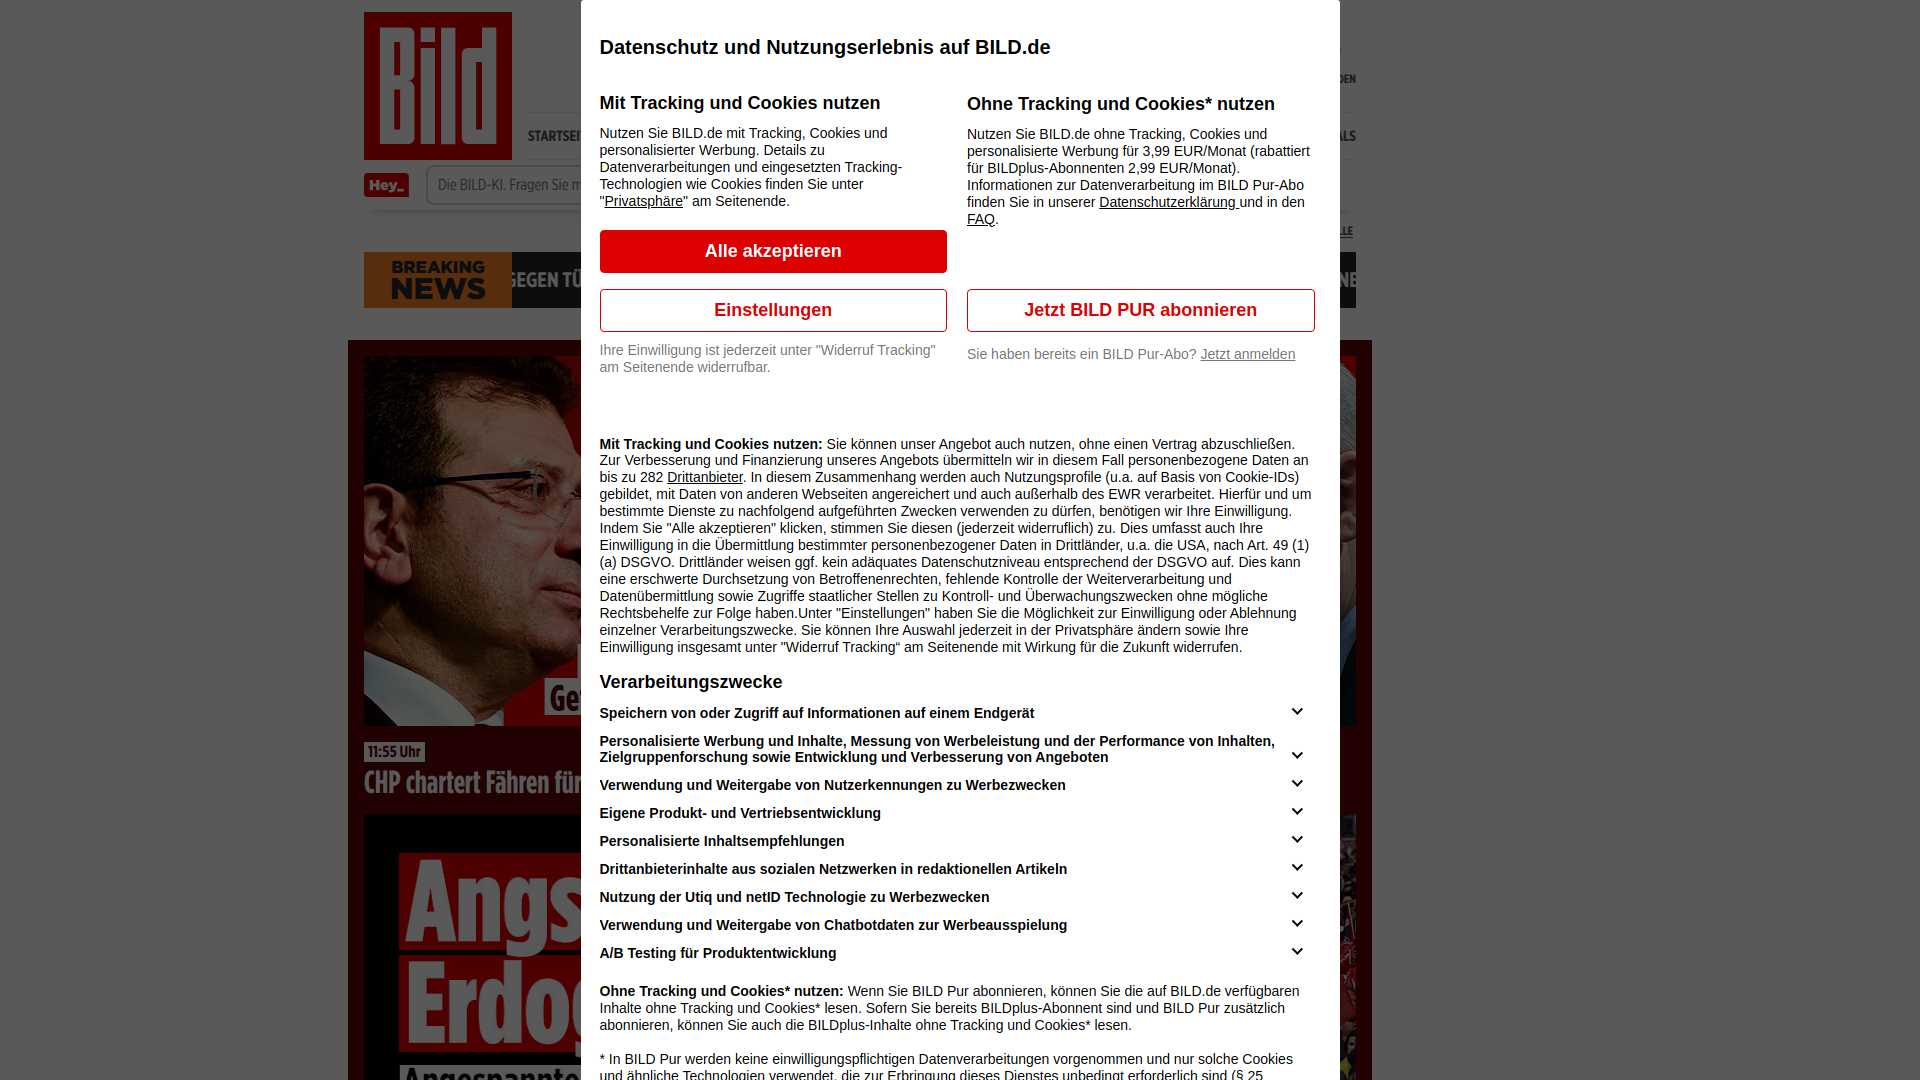 Bild
STARTSEI
Hey_
Die BILD-KI. Fragen Sie m
BREAKING
NEWS
GEGEN TÜ
Datenschutz und Nutzungserlebnis auf BILD.de
Mit Tracking und Cookies nutzen
Nutzen Sie BILD.de mit Tracking, Cookies und
personalisierter Werbung. Details zu
Datenverarbeitungen und eingesetzten Tracking-
Technologien wie Cookies finden Sie unter
"Privatsphäre" am Seitenende.
Alle akzeptieren
Einstellungen
Ihre Einwilligung ist jederzeit unter "Widerruf Tracking"
am Seitenende widerrufbar.
Ohne Tracking und Cookies* nutzen
Nutzen Sie BILD.de ohne Tracking, Cookies und
personalisierte Werbung für 3,99 EUR/Monat (rabattiert
für BILDplus-Abonnenten 2,99 EUR/Monat).
Informationen zur Datenverarbeitung im BILD Pur-Abo
finden Sie in unserer Datenschutzerklärung und in den
FAQ.
Jetzt BILD PUR abonnieren
Sie haben bereits ein BILD Pur-Abo? Jetzt anmelden
Mit Tracking und Cookies nutzen: Sie können unser Angebot auch nutzen, ohne einen Vertrag abzuschließen.
Zur Verbesserung und Finanzierung unseres Angebots übermitteln wir in diesem Fall personenbezogene Daten an
bis zu 282 Drittanbieter. In diesem Zusammenhang werden auch Nutzungsprofile (u.a. auf Basis von Cookie-IDs)
gebildet, mit Daten von anderen Webseiten angereichert und auch außerhalb des EWR verarbeitet. Hierfür und um
bestimmte Dienste zu nachfolgend aufgeführten Zwecken verwenden zu dürfen, benötigen wir Ihre Einwilligung.
Indem Sie "Alle akzeptieren" klicken, stimmen Sie diesen (jederzeit widerruflich) zu. Dies umfasst auch Ihre
Einwilligung in die Übermittlung bestimmter personenbezogener Daten in Drittländer, u.a. die USA, nach Art. 49 (1)
(a) DSGVO. Drittländer weisen ggf. kein adäquates Datenschutzniveau entsprechend der DSGVO auf. Dies kann
eine erschwerte Durchsetzung von Betroffenenrechten, fehlende Kontrolle der Weiterverarbeitung und
Datenübermittlung sowie Zugriffe staatlicher Stellen zu Kontroll- und Überwachungszwecken ohne mögliche
Rechtsbehelfe zur Folge haben.Unter "Einstellungen" haben Sie die Möglichkeit zur Einwilligung oder Ablehnung
einzelner Verarbeitungszwecke. Sie können Ihre Auswahl jederzeit in der Privatsphäre ändern sowie Ihre
Einwilligung insgesamt unter "Widerruf Tracking“ am Seitenende mit Wirkung für die Zukunft widerrufen.
Verarbeitungszwecke
Speichern von oder Zugriff auf Informationen auf einem Endgerät
Personalisierte Werbung und Inhalte, Messung von Werbeleistung und der Performance von Inhalten,
Zielgruppenforschung sowie Entwicklung und Verbesserung von Angeboten
Verwendung und Weitergabe von Nutzerkennungen zu Werbezwecken
Eigene Produkt- und Vertriebsentwicklung
Personalisierte Inhaltsempfehlungen
Drittanbieterinhalte aus sozialen Netzwerken in redaktionellen Artikeln
Nutzung der Utiq und netID Technologie zu Werbezwecken
Verwendung und Weitergabe von Chatbotdaten zur Werbeausspielung
A/B Testing für Produktentwicklung
Ohne Tracking und Cookies* nutzen: Wenn Sie BILD Pur abonnieren, können Sie die auf BILD.de verfügbaren
Inhalte ohne Tracking und Cookies* lesen. Sofern Sie bereits BILDplus-Abonnent sind und BILD Pur zusätzlich
abonnieren, können Sie auch die BILDplus-Inhalte ohne Tracking und Cookies* lesen.
* In BILD Pur werden keine einwilligungspflichtigen Datenverarbeitungen vorgenommen und nur solche Cookies
und ähnliche Technologien verwendet, die zur Erbringung dieses Dienstes unbedingt erforderlich sind (§ 25
11:55 Uhr
CHP chartert Fähren für
Angs
Erdog
Angespannte